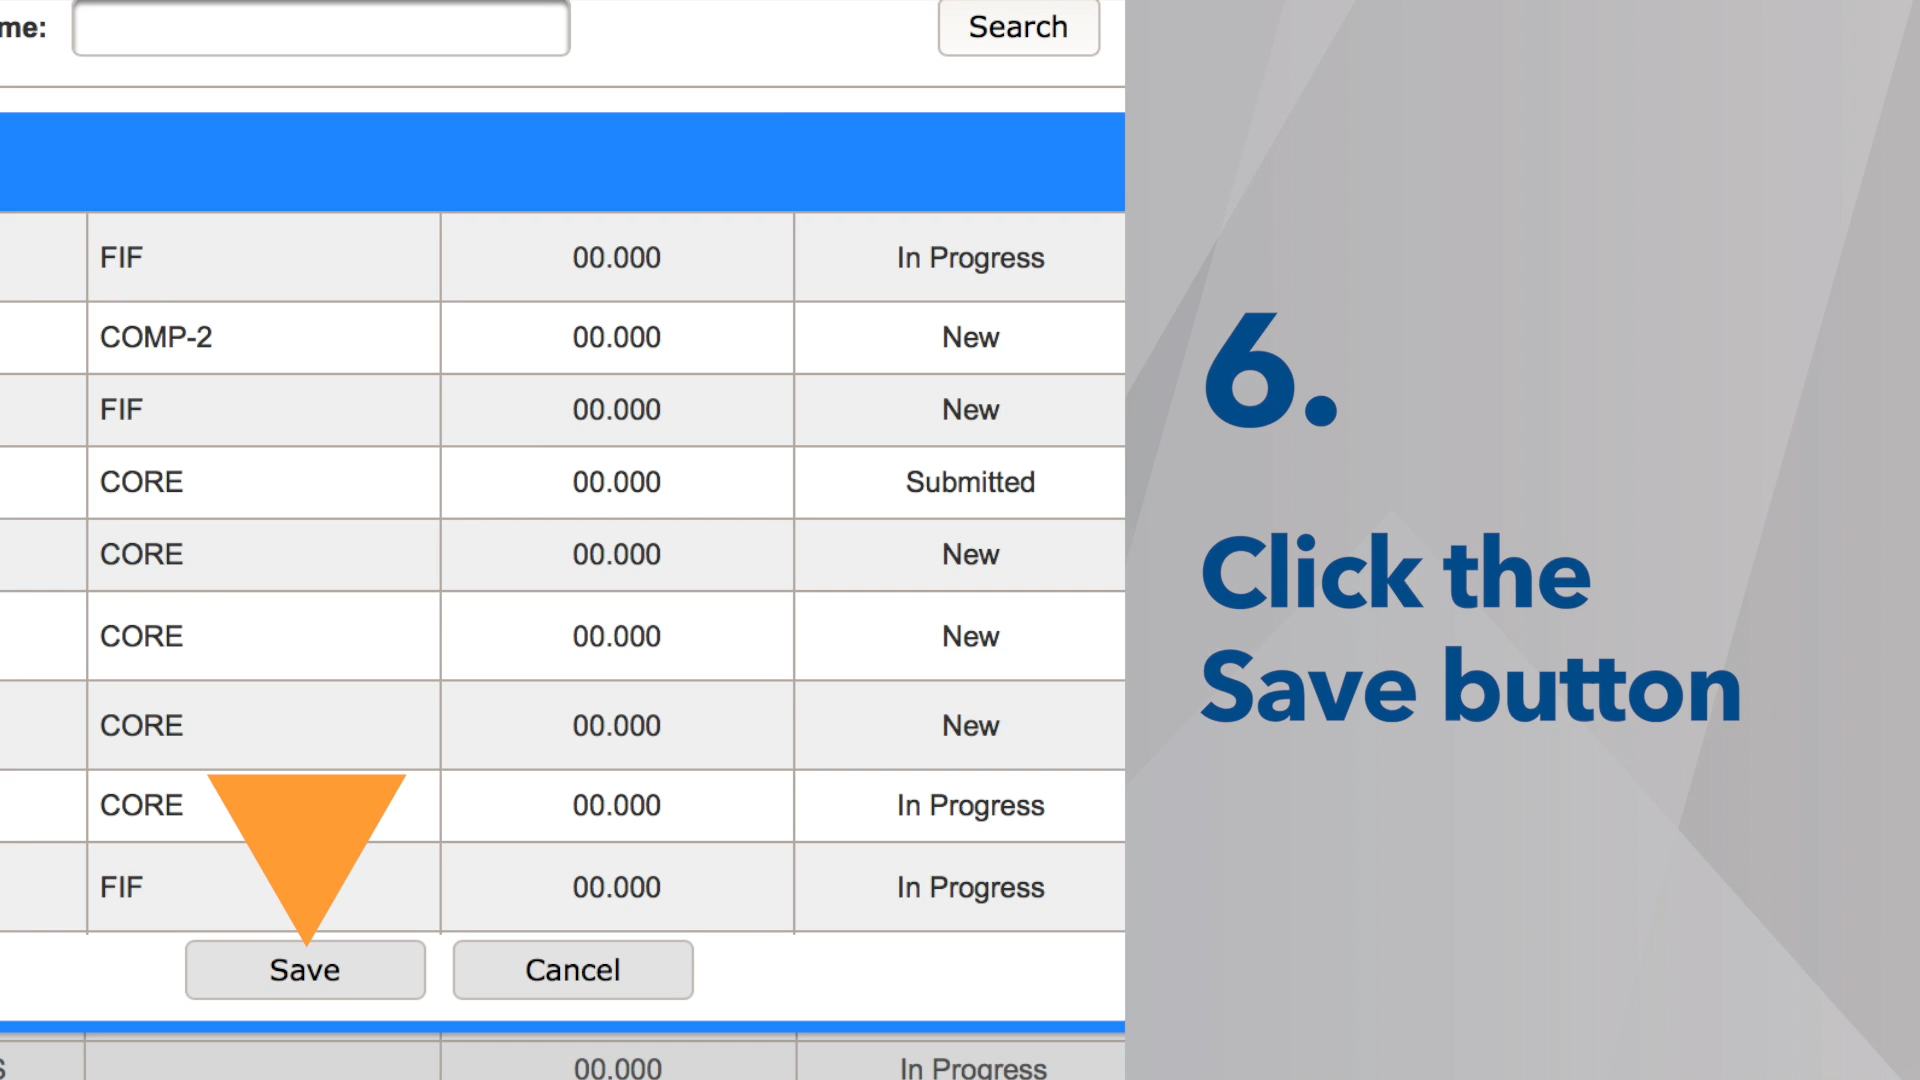 me:
Search
FIF 00.000 In Progress
COMP-2 00.000 New
FIF 00.000 New
CORE 00.000 Submitted
CORE 00.000 New
CORE 00.000 New
CORE 00.000 New
CORE 00.000 In Progress
FIF 00.000 In Progress
Save Cancel
S 00.000 In Progress
6.
Click the
Save button